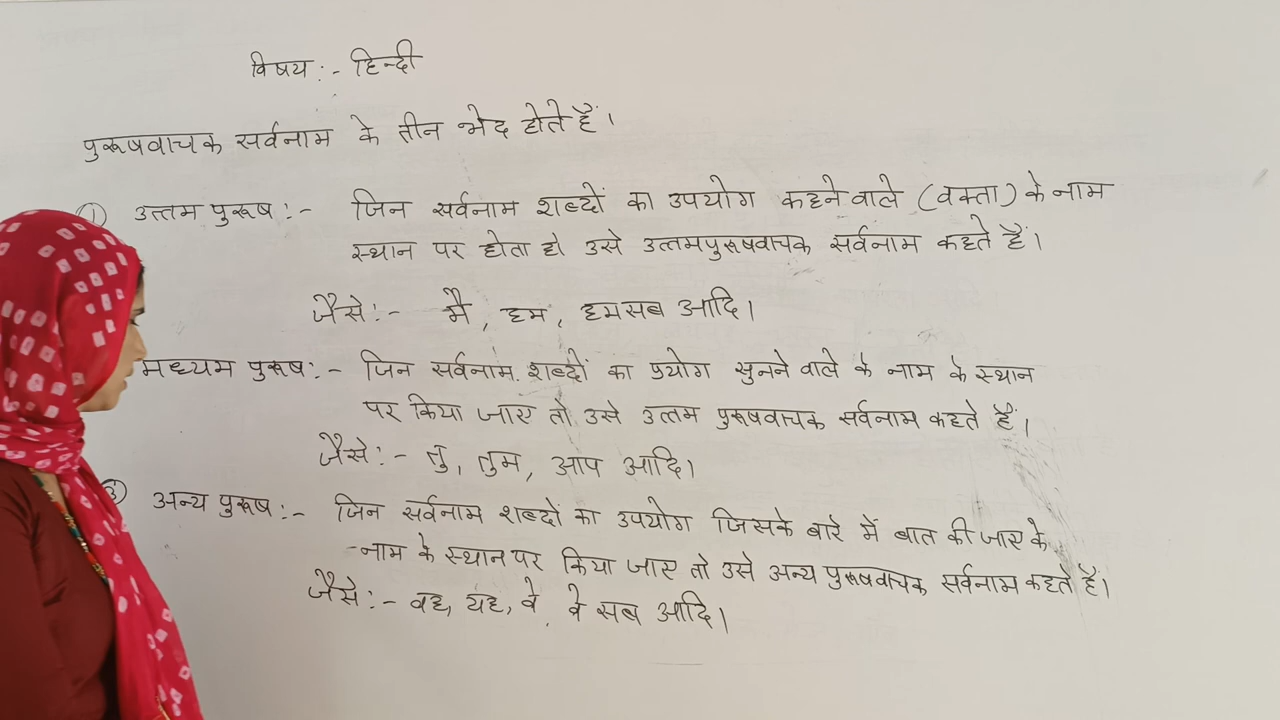 विषय :- हिन्दी
पुरूषवाचक सर्वनाम के तीन भेद होते हैं।
① उत्तम पुरूष :- जिन सर्वनाम शब्दों का उपयोग कहने वाले (वक्ता) के नाम
स्थान पर होता हो उसे उत्तमपुरूषवाचक सर्वनाम कहते हैं।
जैसे :- मै, हम, हमसब आदि।
मध्यम पुरूष :- जिन सर्वनाम शब्दों का प्रयोग सुनने वाले के नाम के स्थान
पर किया जाए तो उसे उत्तम पुरूषवाचक सर्वनाम कहते हैं।
जैसे :- तु, तुम, आप आदि।
③ अन्य पुरूष :- जिन सर्वनाम शब्दों का उपयोग जिसके बारे में बात की जाए के
नाम के स्थान पर किया जाए तो उसे अन्य पुरूषवाचक सर्वनाम कहते हैं।
जैसे :- वह, यह, वे, वे सब आदि।